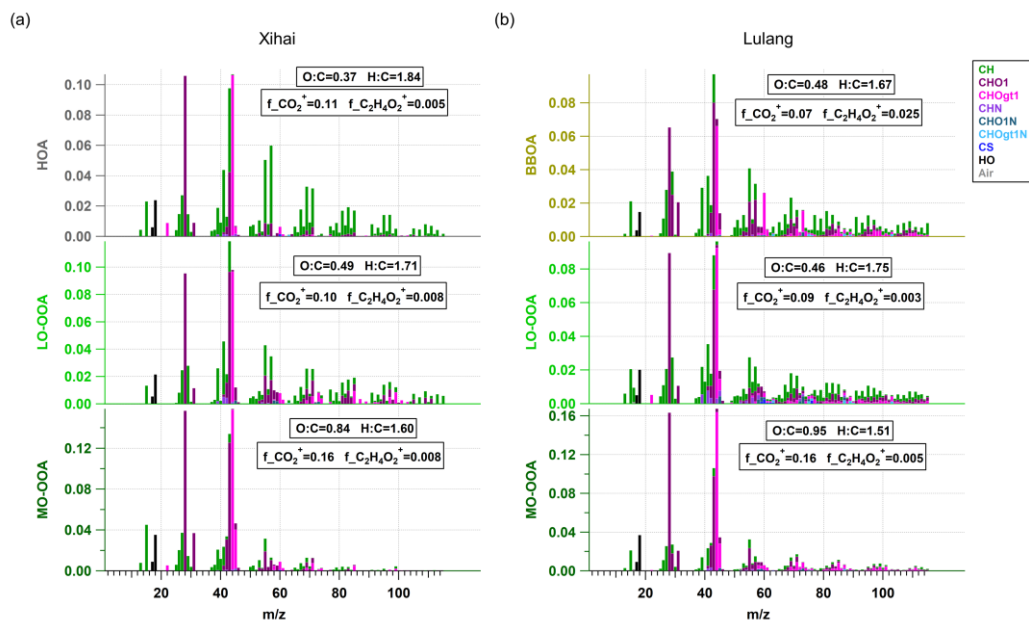 (a)
Xihai
HOA
0.10
0.08
0.06
0.04
0.02
0.00
O:C=0.37 H:C=1.84
f_CO₂⁺=0.11 f_C₂H₄O₂⁺=0.005
LO-OOA
0.10
0.08
0.06
0.04
0.02
0.00
O:C=0.49 H:C=1.71
f_CO₂⁺=0.10 f_C₂H₄O₂⁺=0.008
MO-OOA
0.12
0.08
0.04
0.00
O:C=0.84 H:C=1.60
f_CO₂⁺=0.16 f_C₂H₄O₂⁺=0.008
20 40 60 80 100
m/z
(b)
Lulang
BBOA
0.08
0.06
0.04
0.02
0.00
O:C=0.48 H:C=1.67
f_CO₂⁺=0.07 f_C₂H₄O₂⁺=0.025
LO-OOA
0.08
0.06
0.04
0.02
0.00
O:C=0.46 H:C=1.75
f_CO₂⁺=0.09 f_C₂H₄O₂⁺=0.003
MO-OOA
0.16
0.12
0.08
0.04
0.00
O:C=0.95 H:C=1.51
f_CO₂⁺=0.16 f_C₂H₄O₂⁺=0.005
20 40 60 80 100
m/z
CH
CHO1
CHOgt1
CHN
CHO1N
CHOgt1N
CS
HO
Air